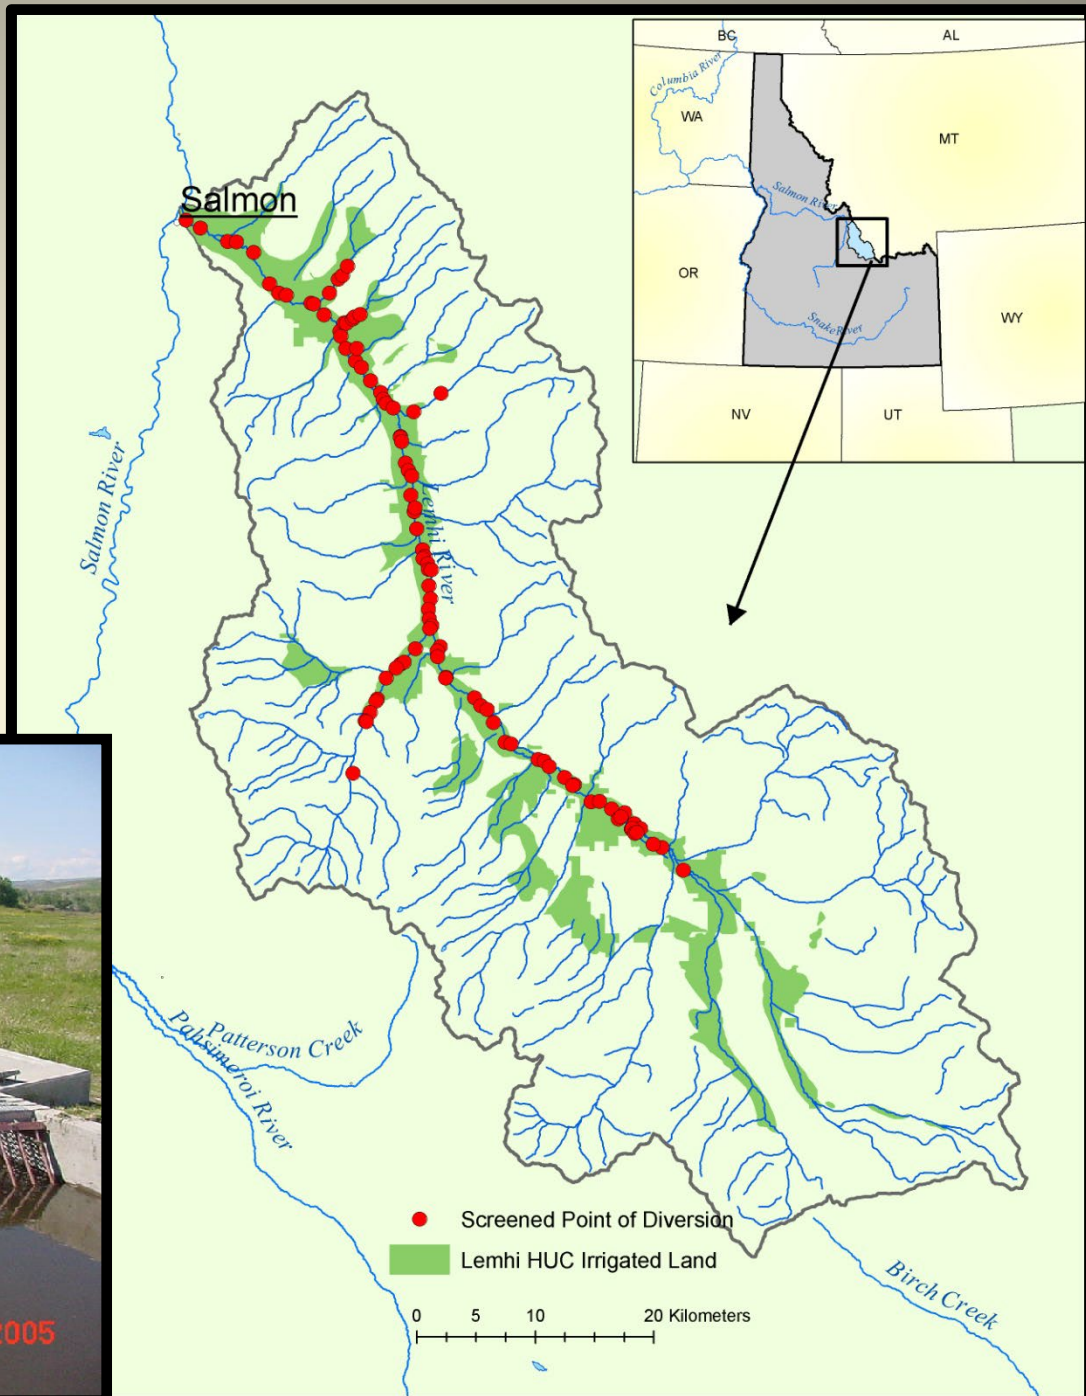 BC
AL
Columbia River
WA
MT
Salmon River
OR
Snake River
WY
NV
UT
Salmon
Salmon River
Lemhi River
Patterson Creek
Pahsimeroi River
Screened Point of Diversion
Lemhi HUC Irrigated Land
0 5 10 20 Kilometers
Birch Creek
2005